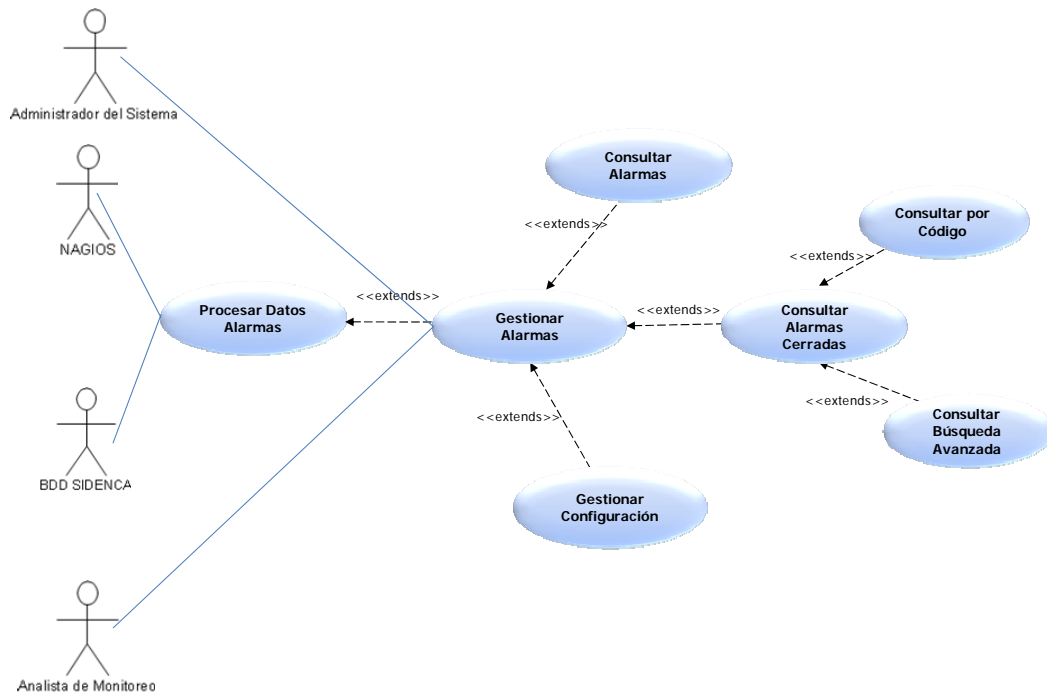 Administrador del Sistema
NAGIOS
BDD SIDENCA
Analista de Monitoreo
Procesar Datos
Alarmas
<<extends>>
Gestionar
Alarmas
Consultar
Alarmas
<<extends>>
<<extends>>
Consultar
Alarmas
Cerradas
Consultar por
Código
<<extends>>
<<extends>>
Consultar
Búsqueda
Avanzada
<<extends>>
Gestionar
Configuración